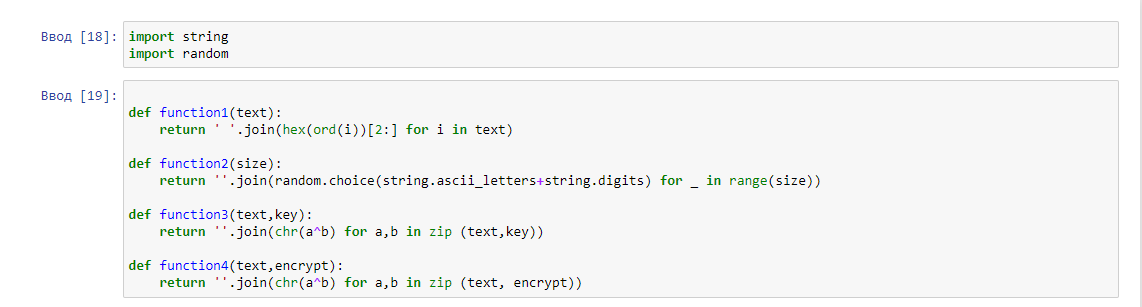 Ввод [18]:
import string
import random
Ввод [19]:
def function1(text):
    return ' '.join(hex(ord(i))[2:] for i in text)
def function2(size):
    return ''.join(random.choice(string.ascii_letters+string.digits) for _ in range(size))
def function3(text,key):
    return ''.join(chr(a^b) for a,b in zip (text,key))
def function4(text,encrypt):
    return ''.join(chr(a^b) for a,b in zip (text, encrypt))